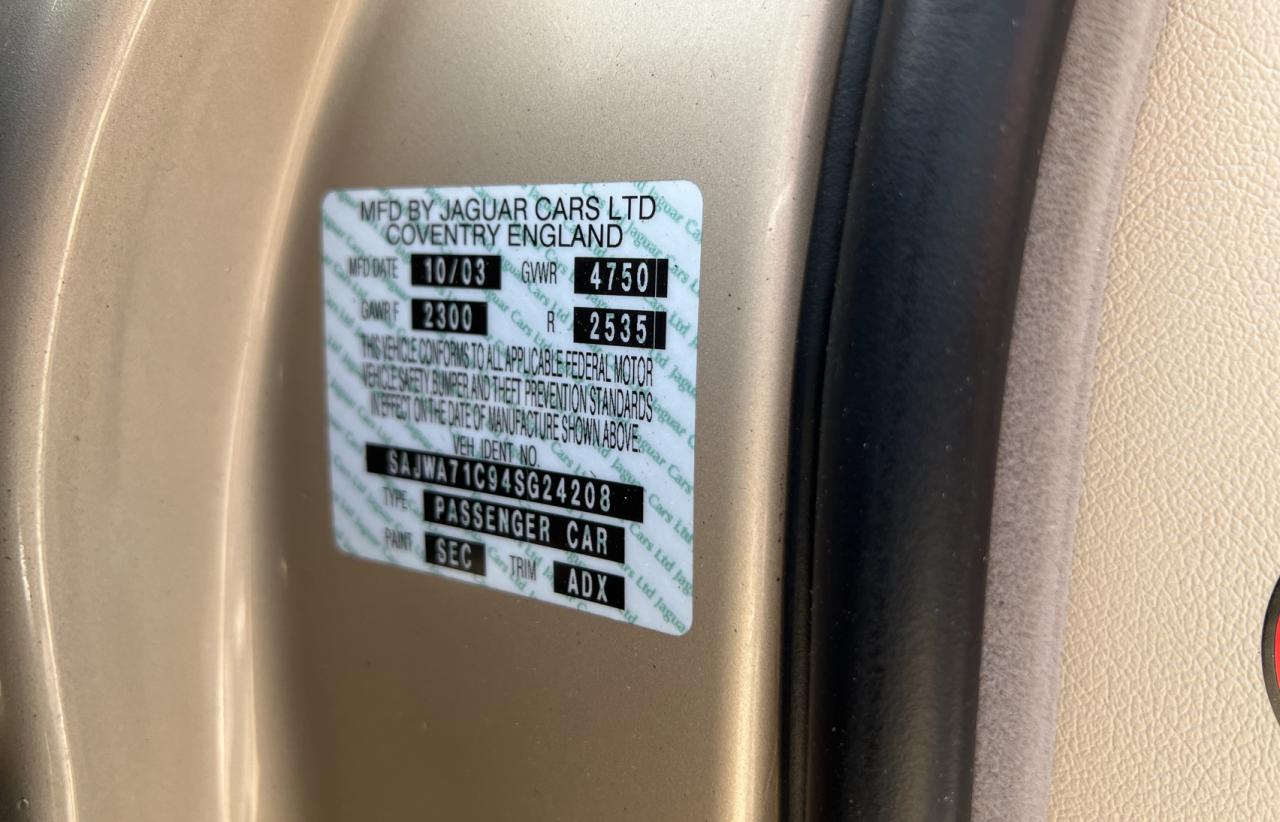 MFD BY JAGUAR CARS LTD
COVENTRY ENGLAND
MFD DATE 10/03 GVWR 4750
GAWR F 2300 R 2535
THIS VEHICLE CONFORMS TO ALL APPLICABLE FEDERAL MOTOR
VEHICLE SAFETY, BUMPER AND THEFT PREVENTION STANDARDS
IN EFFECT ON THE DATE OF MANUFACTURE SHOWN ABOVE.
VEH IDENT NO.
SAJWA71C94SG24208
TYPE PASSENGER CAR
PAINT SEC TRIM ADX